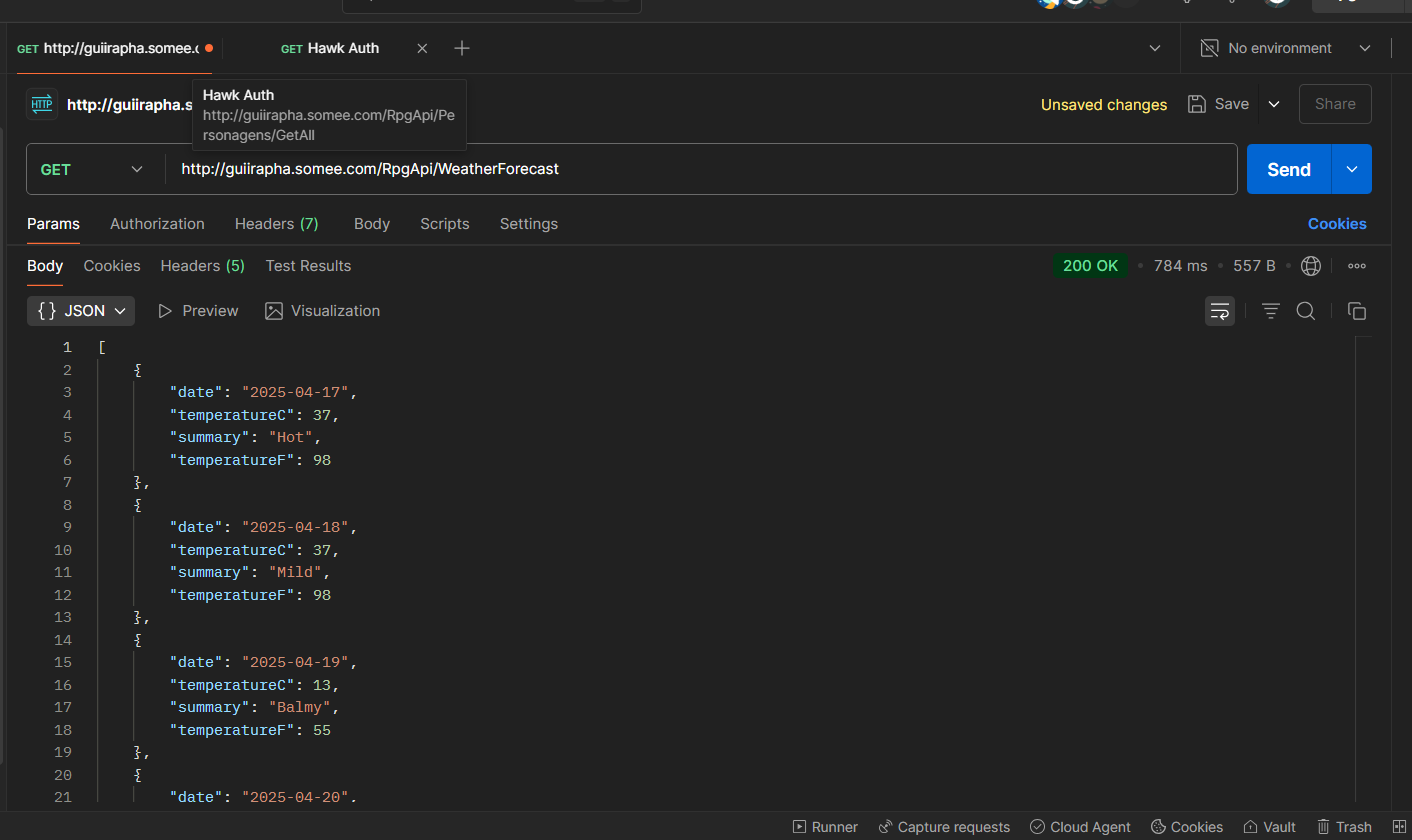 GET http://guiirapha.somee.c
GET Hawk Auth
No environment
Hawk Auth
http://guiirapha.somee.com/RpgApi/Pe
rsonagens/GetAll
HTTP http://guiirapha.s
Unsaved changes
Save
Share
GET
http://guiirapha.somee.com/RpgApi/WeatherForecast
Send
Params Authorization Headers (7) Body Scripts Settings Cookies
Body Cookies Headers (5) Test Results
200 OK • 784 ms • 557 B •
{} JSON Preview Visualization
1 [
2 {
3 "date": "2025-04-17",
4 "temperatureC": 37,
5 "summary": "Hot",
6 "temperatureF": 98
7 },
8 {
9 "date": "2025-04-18",
10 "temperatureC": 37,
11 "summary": "Mild",
12 "temperatureF": 98
13 },
14 {
15 "date": "2025-04-19",
16 "temperatureC": 13,
17 "summary": "Balmy",
18 "temperatureF": 55
19 },
20 {
21 "date": "2025-04-20",
Runner Capture requests Cloud Agent Cookies Vault Trash